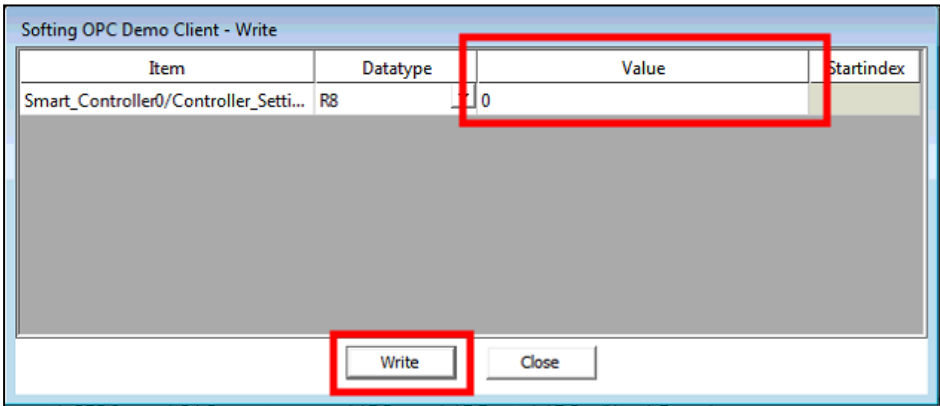 Softing OPC Demo Client - Write
Item Datatype Value Startindex
Smart_Controller0/Controller_Setti... R8 0
Write Close